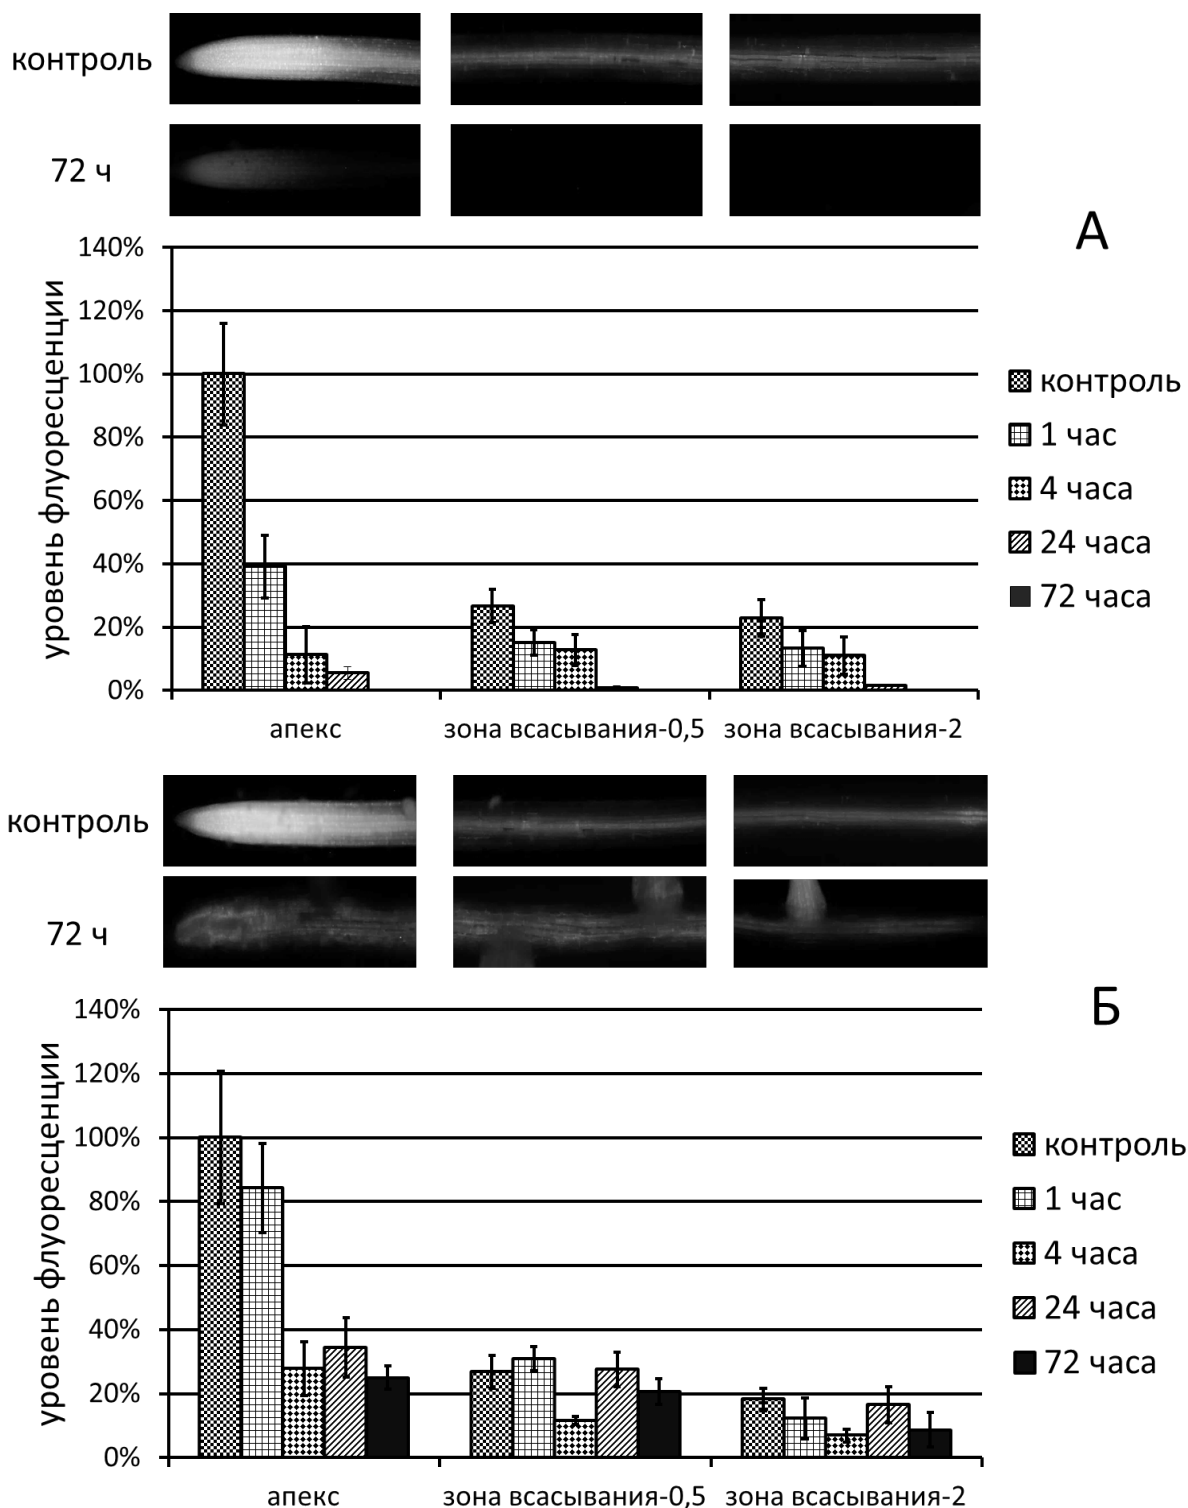 контроль
72 ч
А
140%
120%
100%
80%
60%
40%
20%
0%
уровень флуоресценции
апекс
зона всасывания-0,5
зона всасывания-2
контроль
1 час
4 часа
24 часа
72 часа
контроль
72 ч
Б
140%
120%
100%
80%
60%
40%
20%
0%
уровень флуоресценции
апекс
зона всасывания-0,5
зона всасывания-2
контроль
1 час
4 часа
24 часа
72 часа